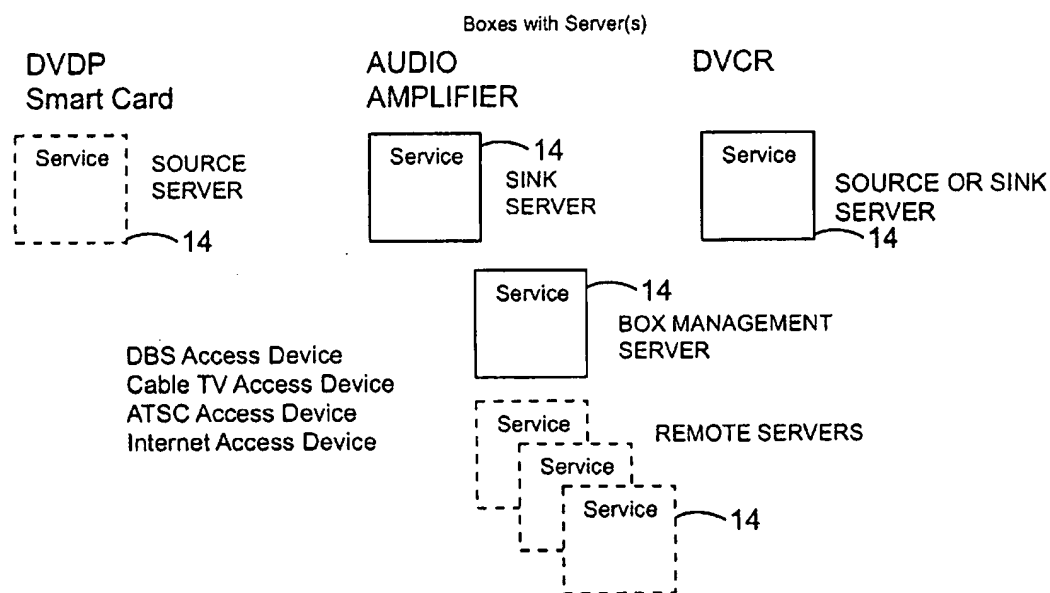 Boxes with Server(s)
DVDP
Smart Card
AUDIO
AMPLIFIER
DVCR
Service
SOURCE
SERVER
14
Service
14
SINK
SERVER
Service
SOURCE OR SINK
SERVER
14
Service
14
BOX MANAGEMENT
SERVER
DBS Access Device
Cable TV Access Device
ATSC Access Device
Internet Access Device
Service
REMOTE SERVERS
Service
Service
14